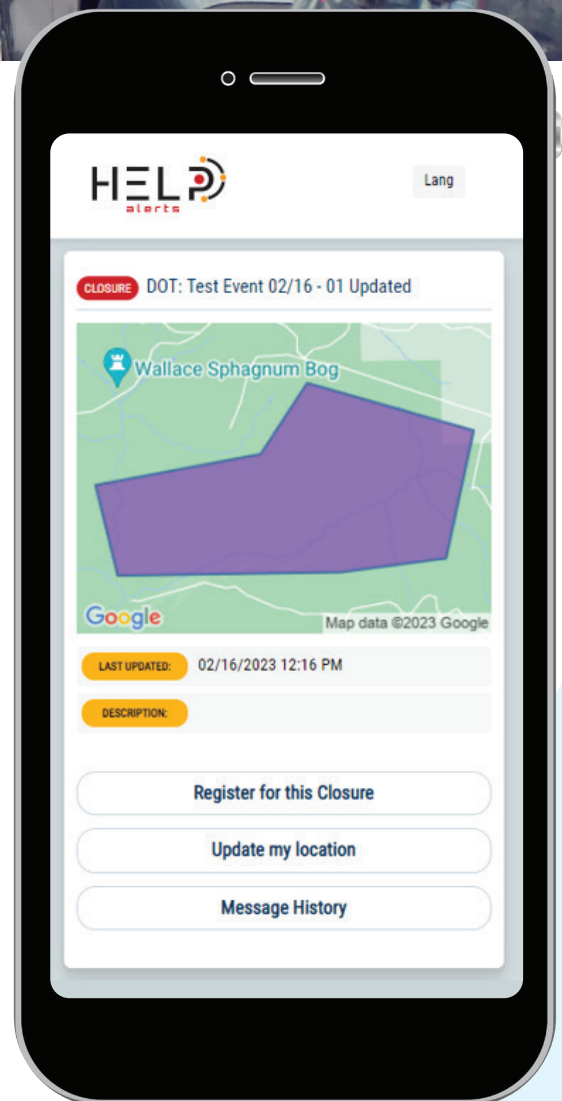 HELP
alerts
Lang
CLOSURE DOT: Test Event 02/16 - 01 Updated
Wallace Sphagnum Bog
Google
Map data ©2023 Google
LAST UPDATED: 02/16/2023 12:16 PM
DESCRIPTION:
Register for this Closure
Update my location
Message History